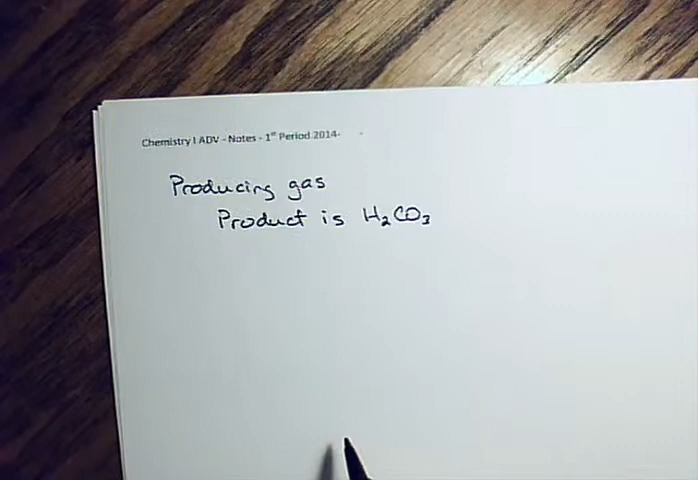 Chemistry I ADV - Notes - 1st Period 2014-
Producing gas
Product is H₂CO₃